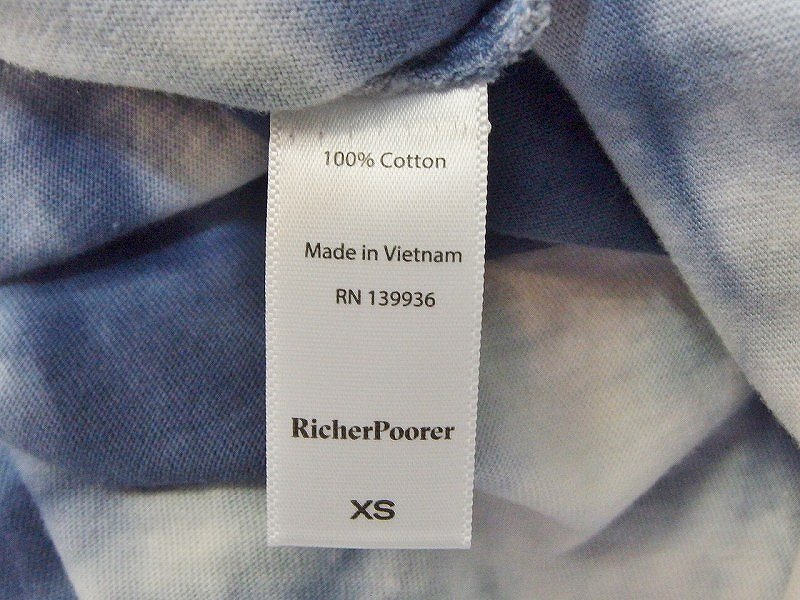 100% Cotton
Made in Vietnam
RN 139936
RicherPoorer
XS